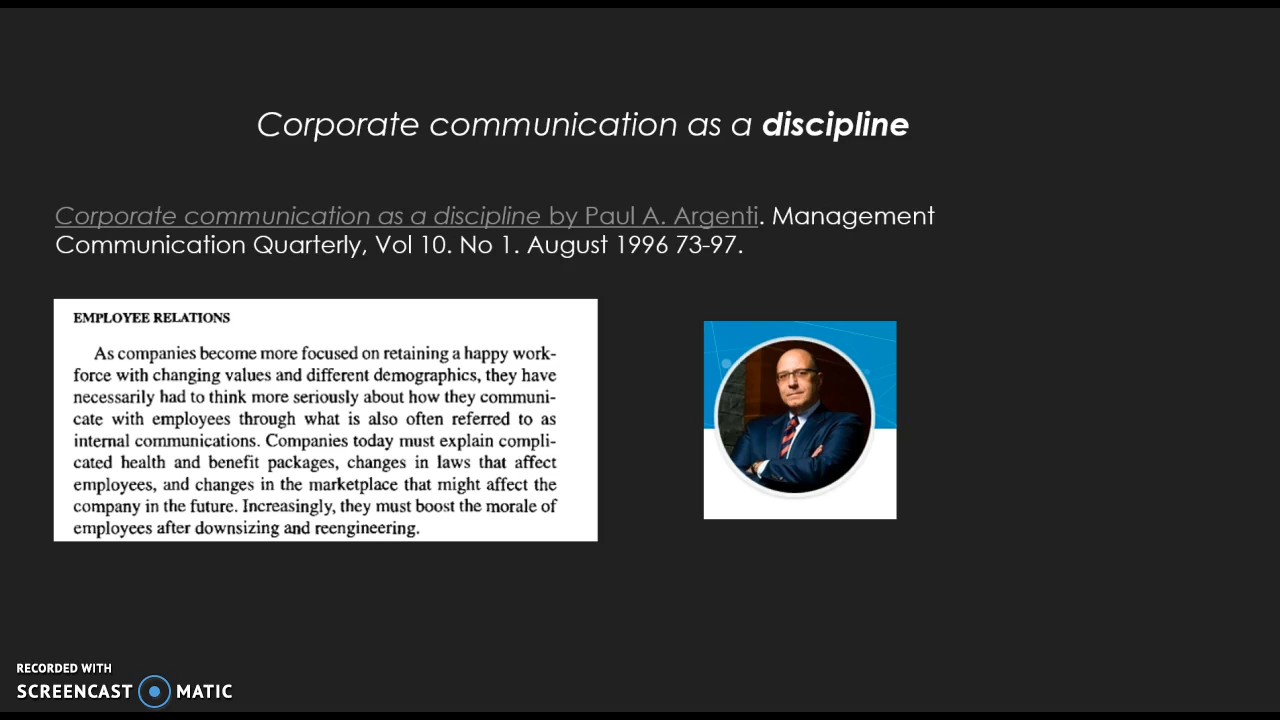 Corporate communication as a discipline
Corporate communication as a discipline by Paul A. Argenti. Management
Communication Quarterly, Vol 10. No 1. August 1996 73-97.
EMPLOYEE RELATIONS
As companies become more focused on retaining a happy work-
force with changing values and different demographics, they have
necessarily had to think more seriously about how they communi-
cate with employees through what is also often referred to as
internal communications. Companies today must explain compli-
cated health and benefit packages, changes in laws that affect
employees, and changes in the marketplace that might affect the
company in the future. Increasingly, they must boost the morale of
employees after downsizing and reengineering.
RECORDED WITH
SCREENCAST MATIC